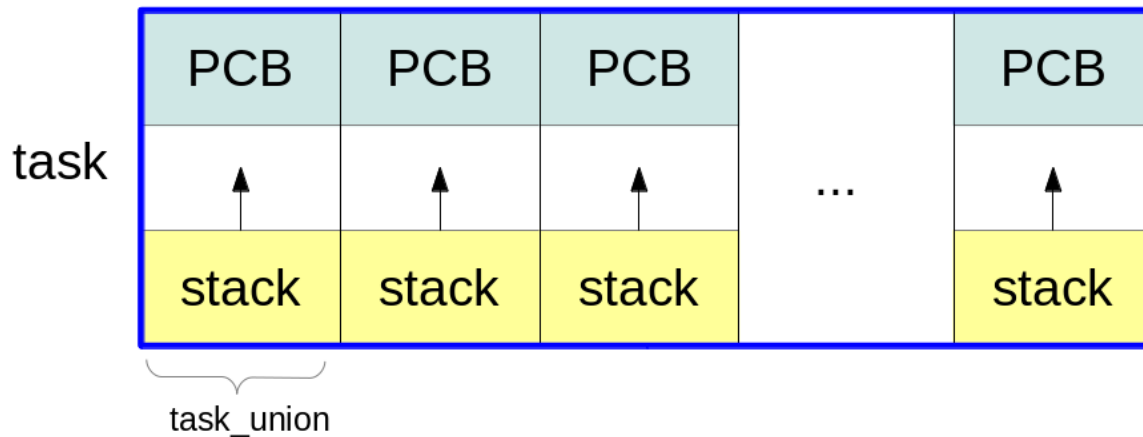 PCB PCB PCB PCB
task
...
stack stack stack stack
task_union